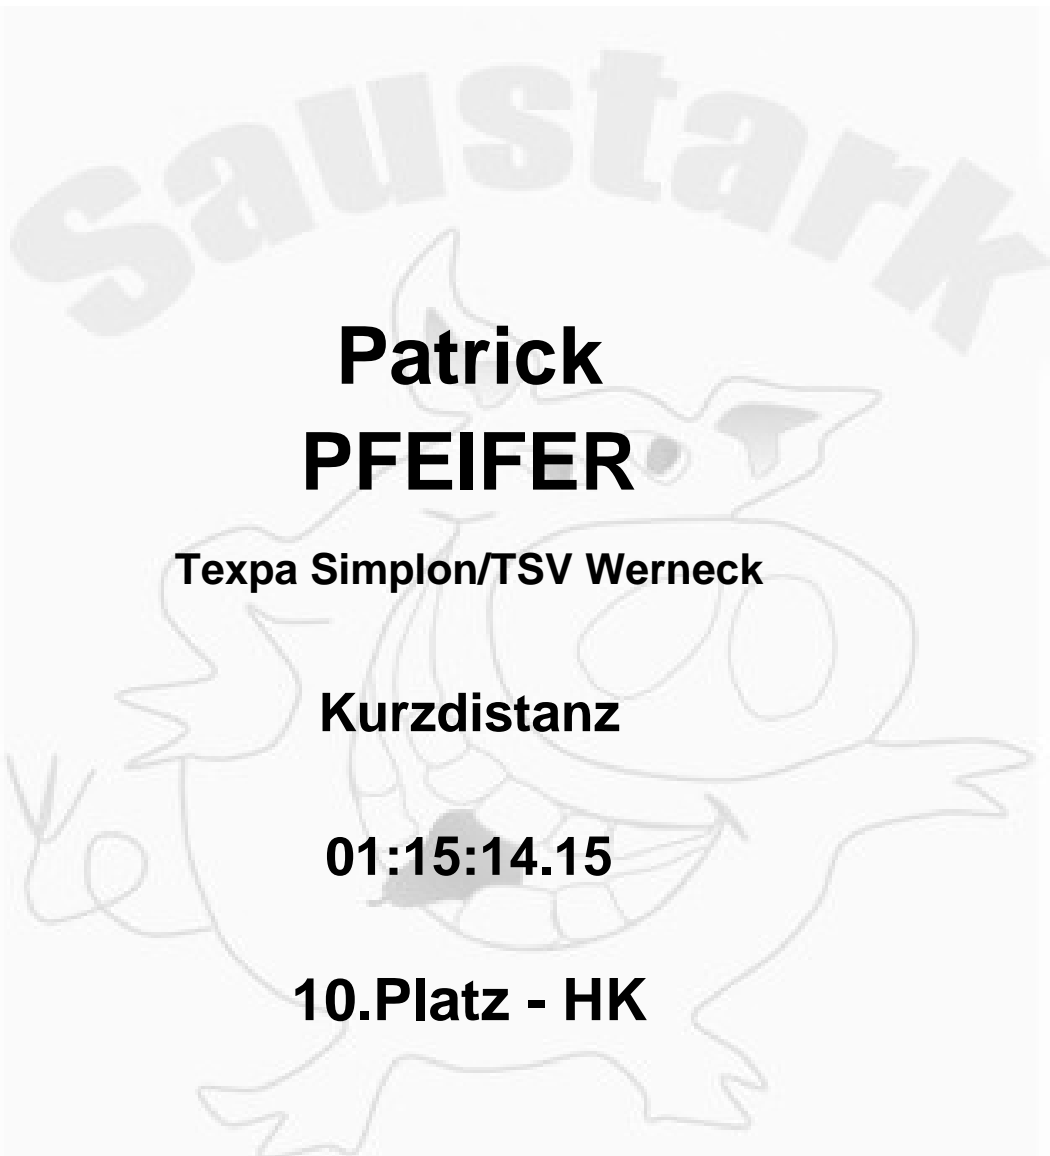 Saustark
Patrick
PFEIFER
Texpa Simplon/TSV Werneck
Kurzdistanz
01:15:14.15
10.Platz - HK